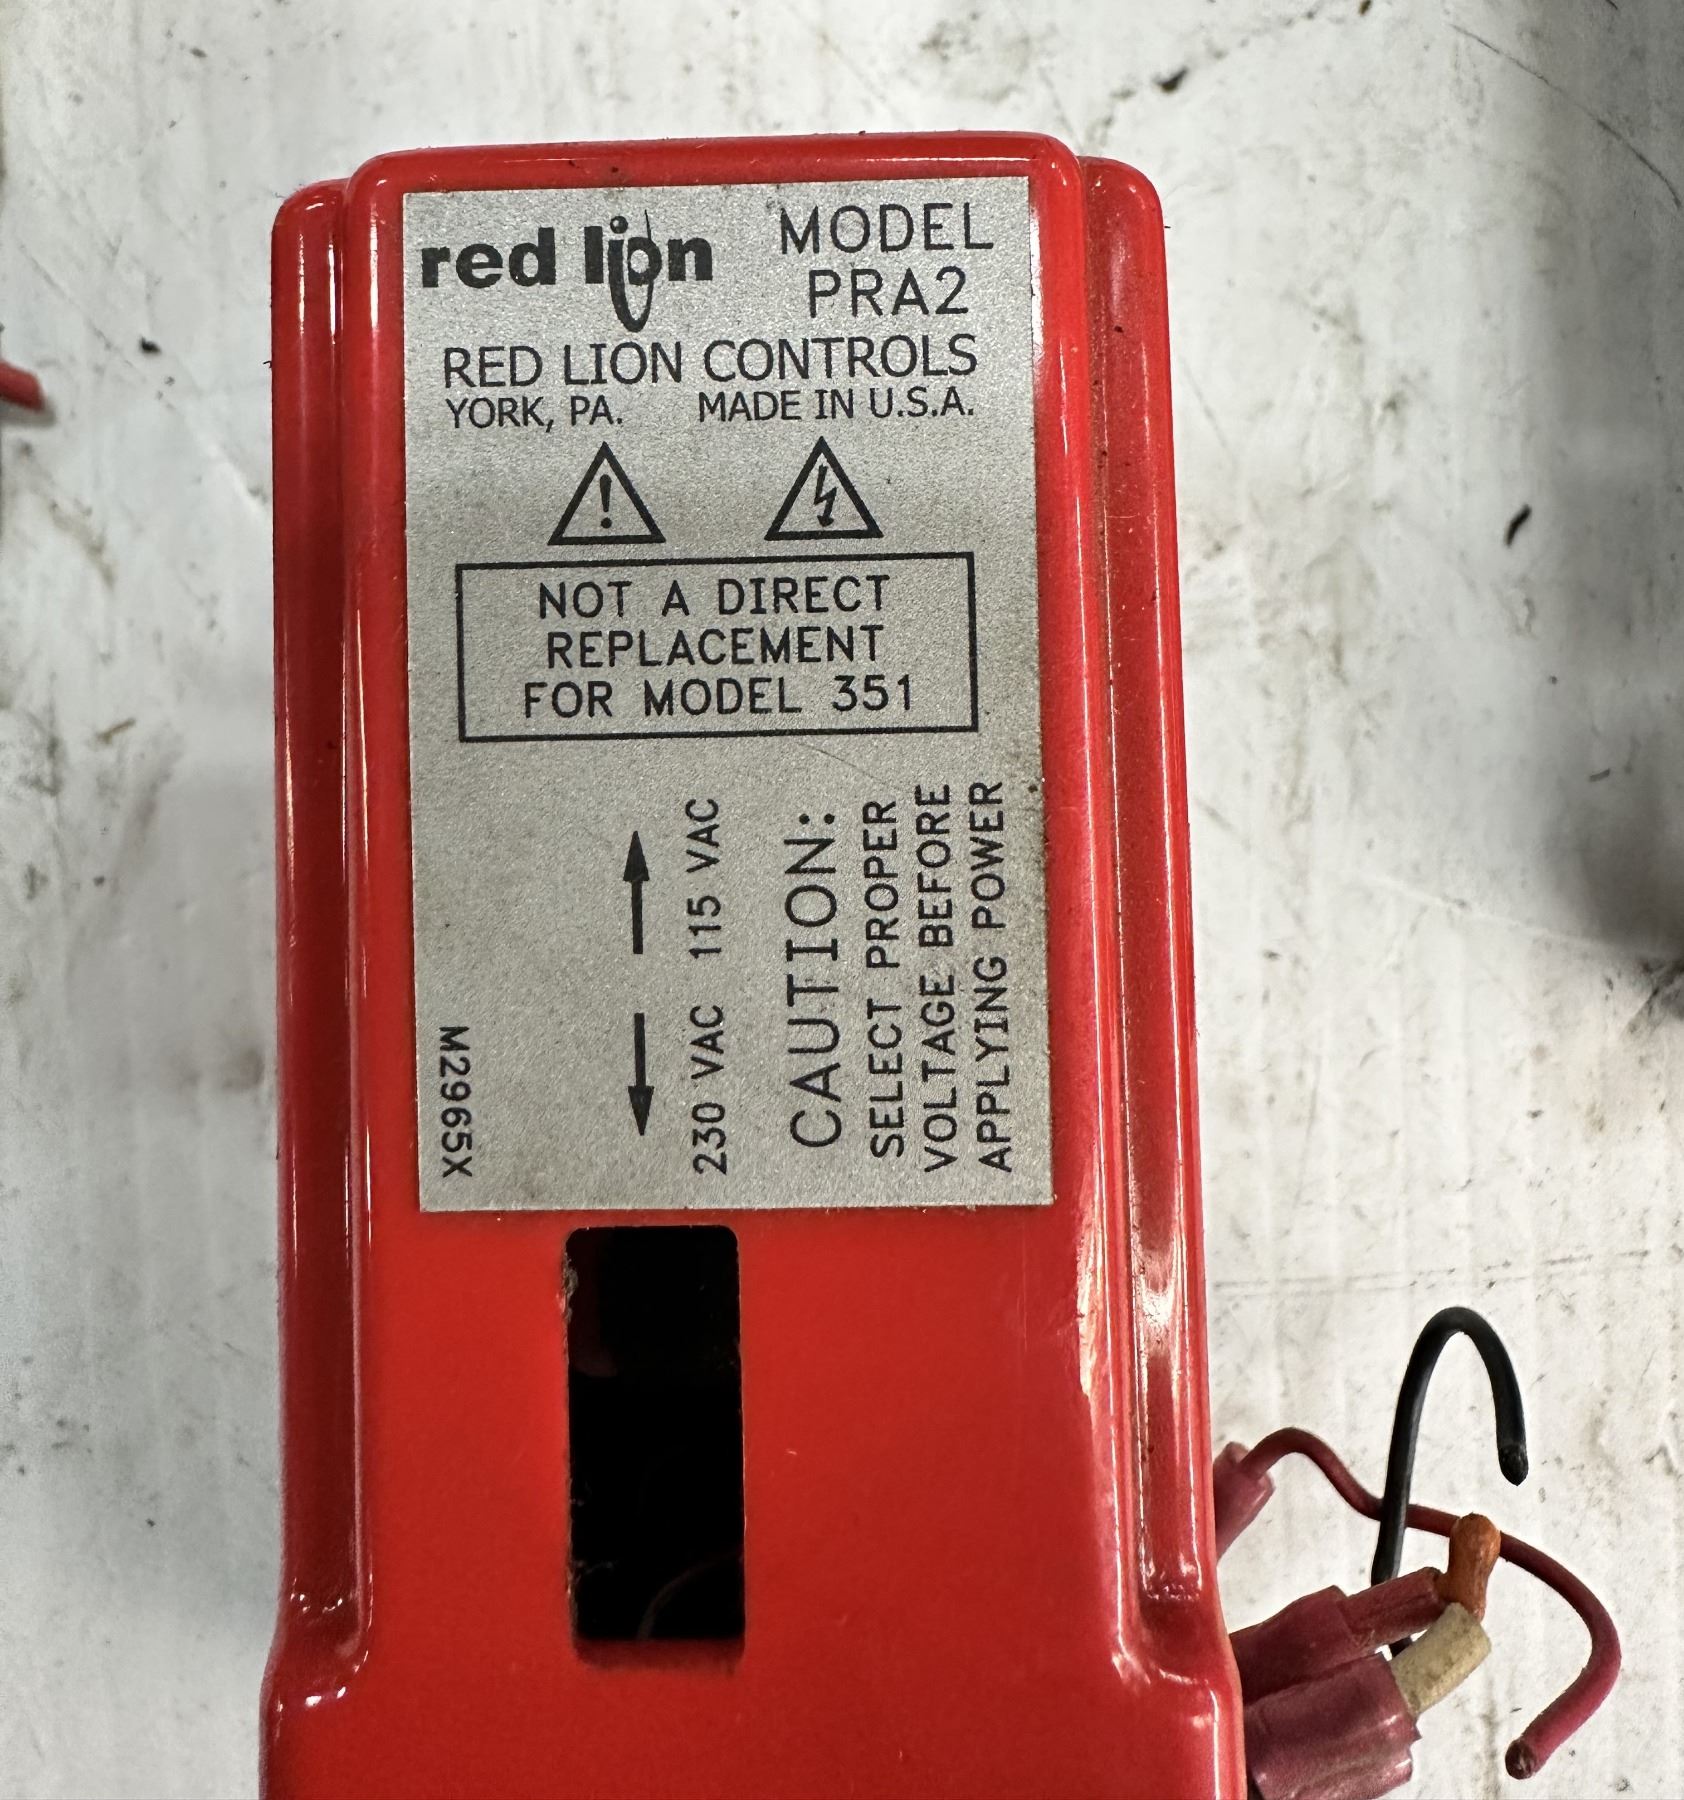 red lion
MODEL
PRA2
RED LION CONTROLS
YORK, PA. MADE IN U.S.A.
NOT A DIRECT
REPLACEMENT
FOR MODEL 351
230 VAC 115 VAC
CAUTION:
SELECT PROPER
VOLTAGE BEFORE
APPLYING POWER
M2965X